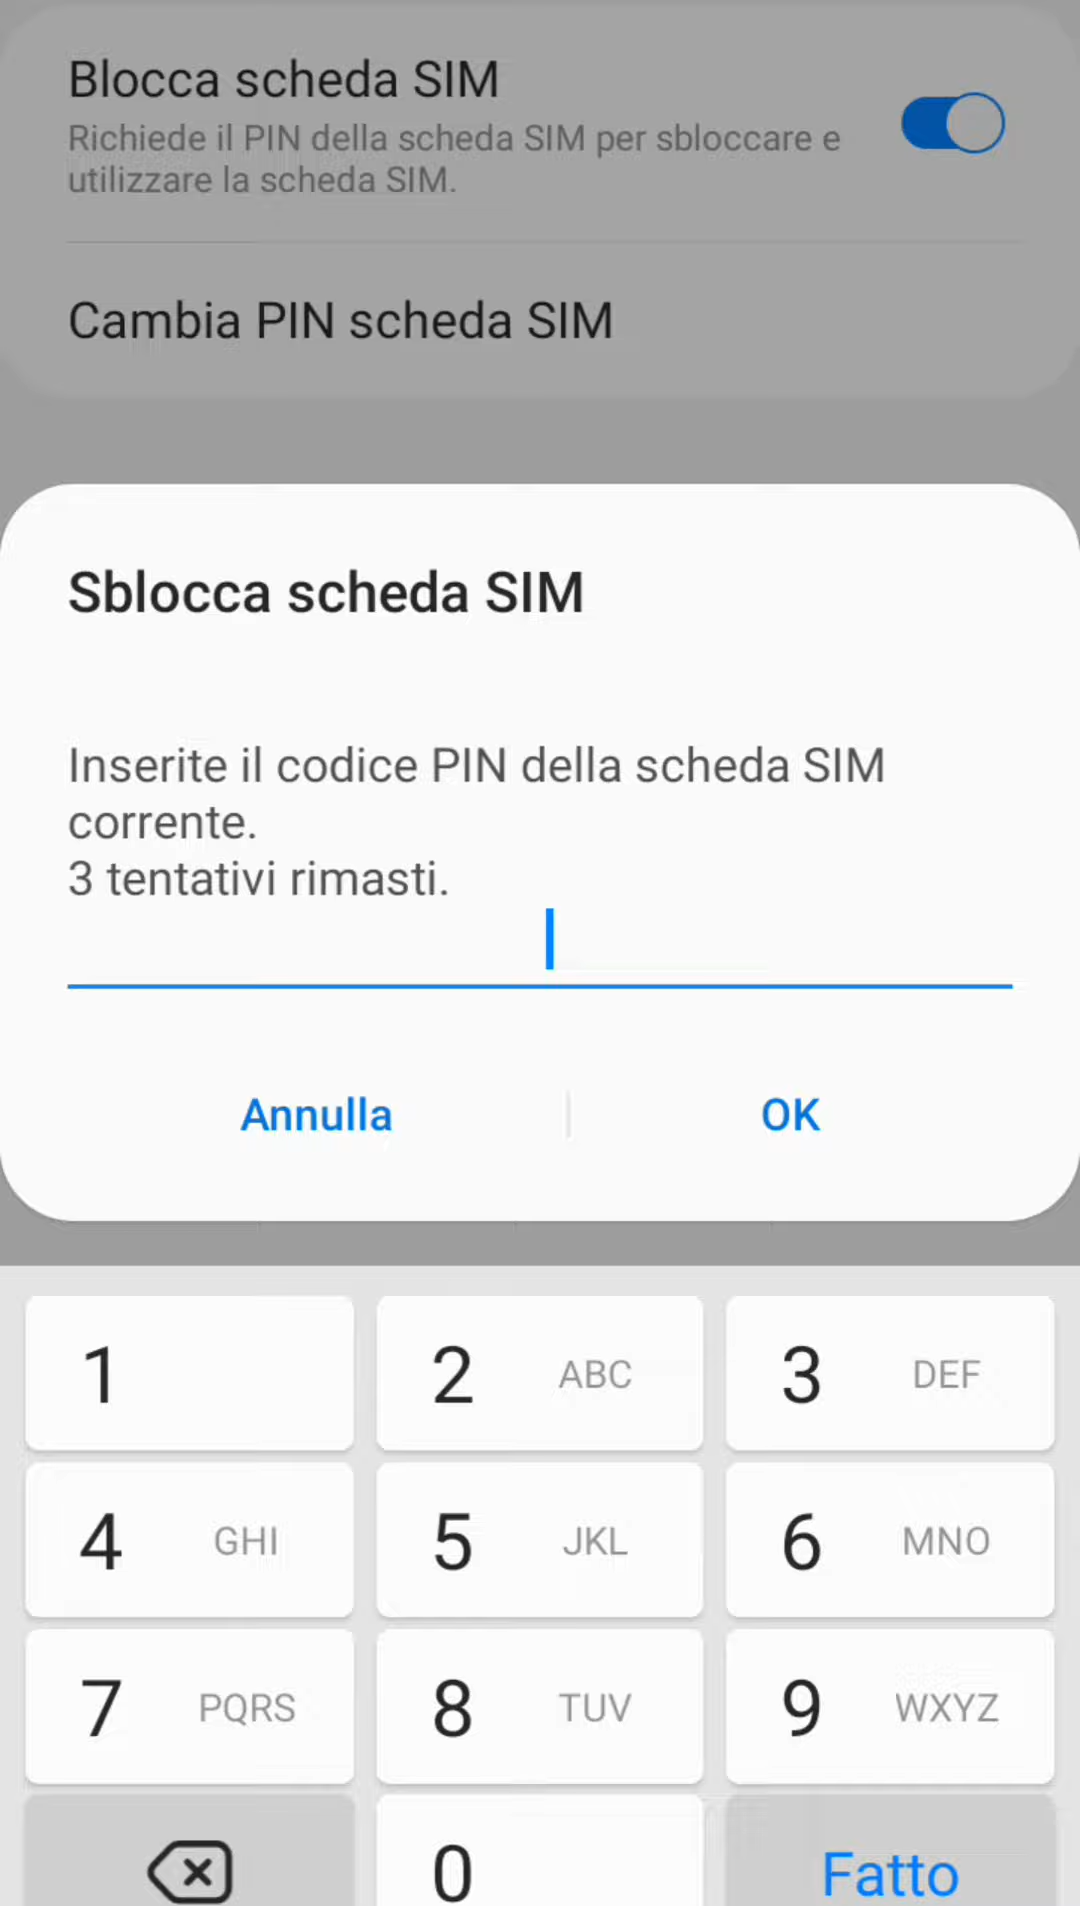 Blocca scheda SIM
Richiede il PIN della scheda SIM per sbloccare e
utilizzare la scheda SIM.
Cambia PIN scheda SIM
Sblocca scheda SIM
Inserite il codice PIN della scheda SIM
corrente.
3 tentativi rimasti.
Annulla
OK
1
2 ABC
3 DEF
4 GHI
5 JKL
6 MNO
7 PQRS
8 TUV
9 WXYZ
0
Fatto